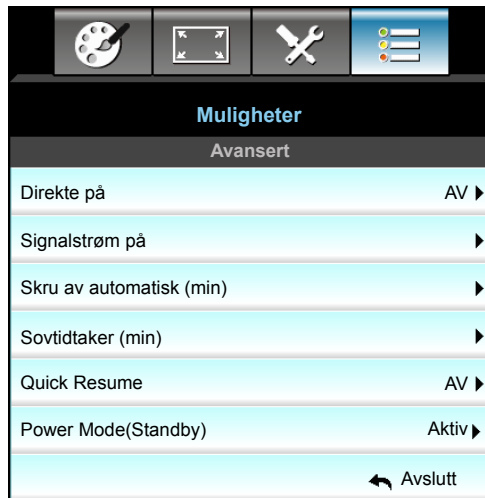 Muligheter
Avansert
Direkte på AV
Signalstrøm på
Skru av automatisk (min)
Sovtidtaker (min)
Quick Resume AV
Power Mode(Standby) Aktiv
Avslutt